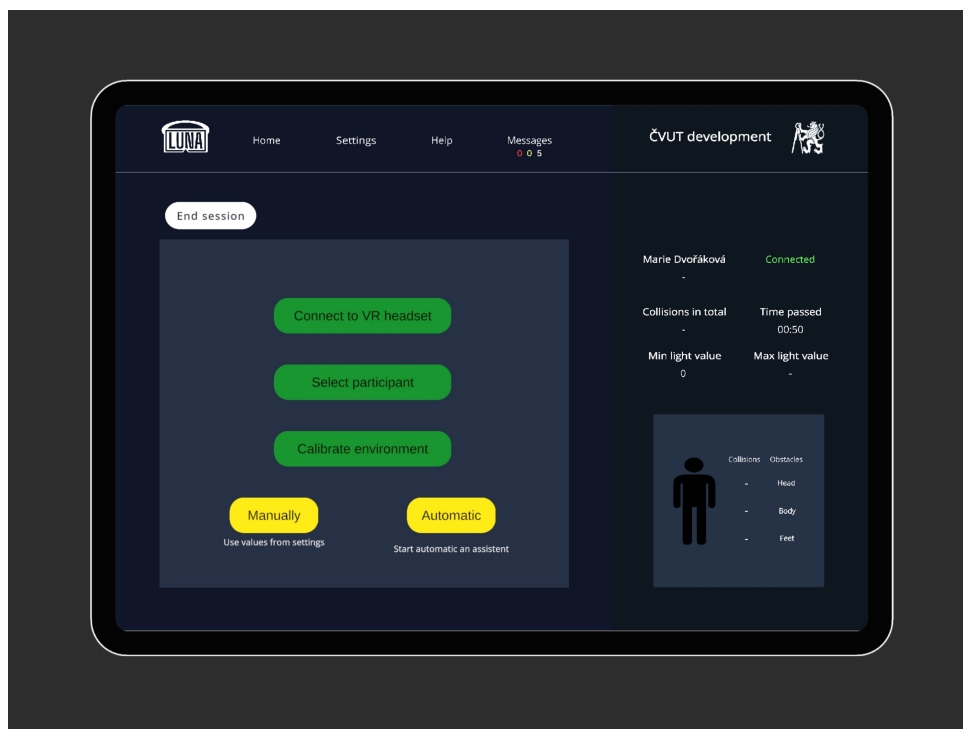 LUNA
Home Settings Help Messages
0 0 5
ČVUT development
End session
Connect to VR headset
Select participant
Calibrate environment
Manually
Use values from settings
Automatic
Start automatic an assistent
Marie Dvořáková Connected
-
Collisions in total Time passed
- 00:50
Min light value Max light value
0 -
Collisions Obstacles
- Head
- Body
- Feet